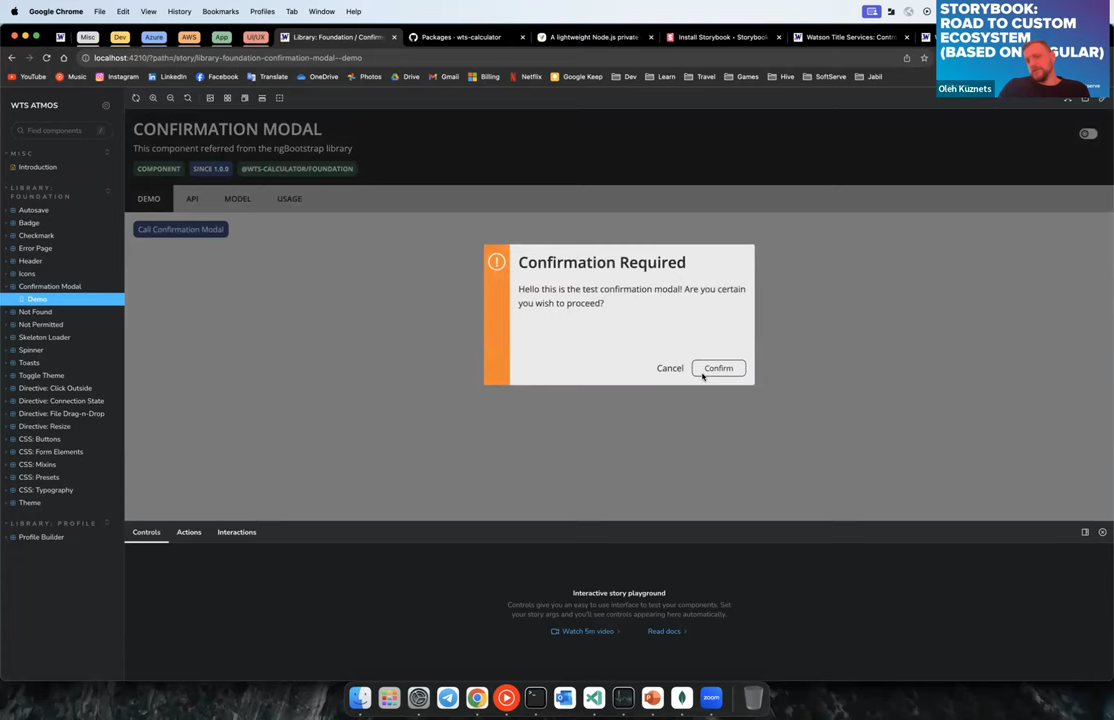 Google Chrome File Edit View History Bookmarks Profiles Tab Window Help
STORYBOOK:
ROAD TO CUSTOM
ECOSYSTEM
(BASED ON
GULAR)
Oleh Kuznets
Misc Dev Azure AWS App UI/UX Library: Foundation / Confirm Packages - wts-calculator A lightweight Node.js private Install Storybook • Storybook Watson Title Services: Contr
localhost:4210/?path=/story/library-foundation-confirmation-modal--demo
YouTube Music Instagram LinkedIn Facebook Translate OneDrive Photos Drive Gmail Billing Netflix Google Keep Dev Learn Travel Games Hive SoftServe Jabil
WTS ATMOS
Find components /
MISC
Introduction
LIBRARY:
FOUNDATION
Autosave
Badge
Checkmark
Error Page
Header
Icons
Confirmation Modal
Demo
Not Found
Not Permitted
Skeleton Loader
Spinner
Toasts
Toggle Theme
Directive: Click Outside
Directive: Connection State
Directive: File Drag-n-Drop
Directive: Resize
CSS: Buttons
CSS: Form Elements
CSS: Mixins
CSS: Presets
CSS: Typography
Theme
LIBRARY: PROFILE
Profile Builder
CONFIRMATION MODAL
This component referred from the ngBootstrap library
COMPONENT SINCE 1.0.0 @WTS-CALCULATOR/FOUNDATION
DEMO API MODEL USAGE
Call Confirmation Modal
Confirmation Required
Hello this is the test confirmation modal! Are you certain
you wish to proceed?
Cancel Confirm
Controls Actions Interactions
Interactive story playground
Controls give you an easy to use interface to test your components. Set
your story args and you'll see controls appearing here automatically.
Watch 5m video Read docs
zoom